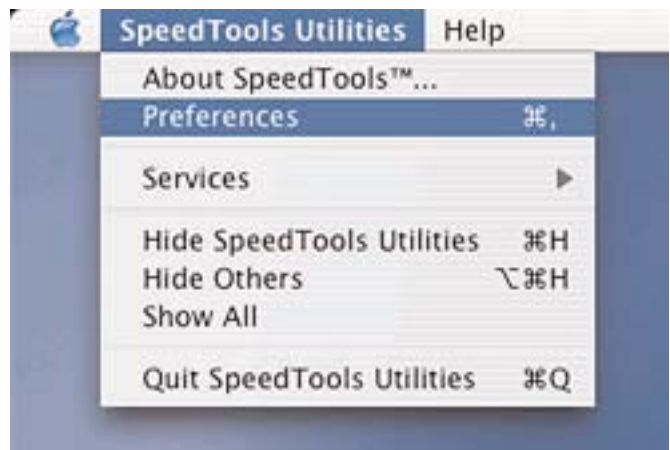 SpeedTools Utilities Help
About SpeedTools™...
Preferences ⌘,
Services
Hide SpeedTools Utilities ⌘H
Hide Others ⌥⌘H
Show All
Quit SpeedTools Utilities ⌘Q